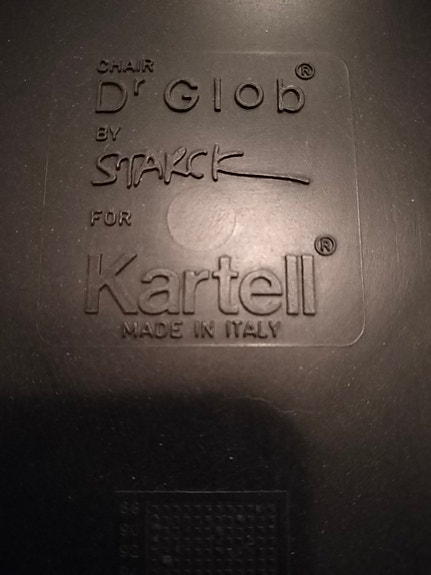 CHAIR
Dr Glob®
BY
STARCK
FOR
Kartell®
MADE IN ITALY